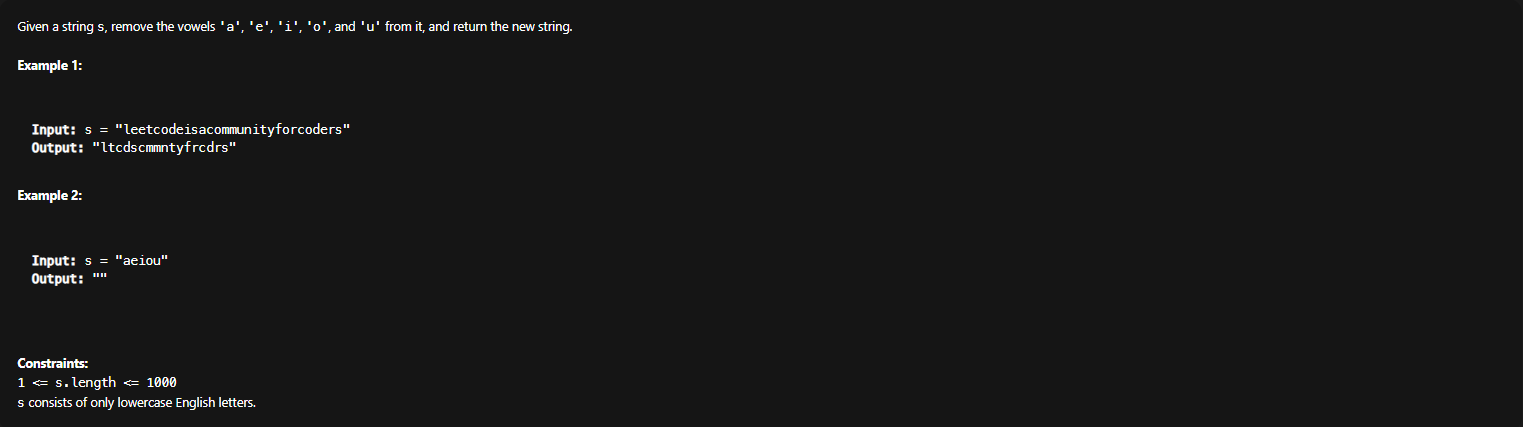 Given a string s, remove the vowels 'a', 'e', 'i', 'o', and 'u' from it, and return the new string.
Example 1:
Input: s = "leetcodeisacommunityforcoders"
Output: "ltcdscmmntyfrcdrs"
Example 2:
Input: s = "aeiou"
Output: ""
Constraints:
1 <= s.length <= 1000
s consists of only lowercase English letters.